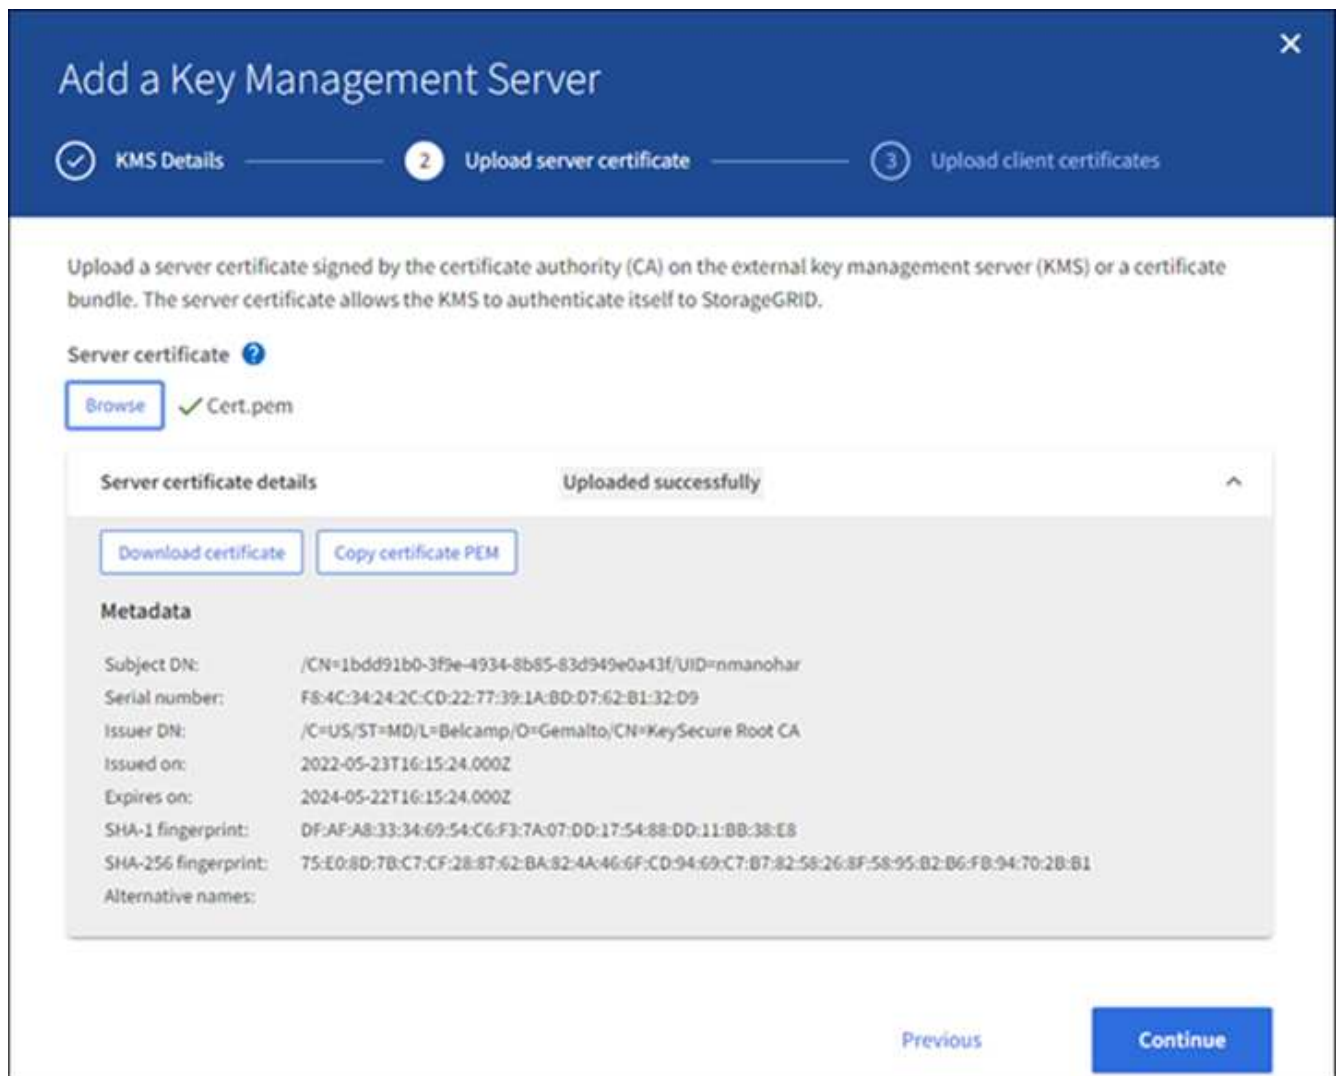 Add a Key Management Server
KMS Details
2 Upload server certificate
3 Upload client certificates
Upload a server certificate signed by the certificate authority (CA) on the external key management server (KMS) or a certificate
bundle. The server certificate allows the KMS to authenticate itself to StorageGRID.
Server certificate ?
Browse Cert.pem
Server certificate details Uploaded successfully
Download certificate Copy certificate PEM
Metadata
Subject DN: /CN=1bdd91b0-3f9e-4934-8b85-83d949e0a43f/UID=nmanohar
Serial number: F8:4C:34:24:2C:CD:22:77:39:1A:BD:D7:62:B1:32:D9
Issuer DN: /C=US/ST=MD/L=Belcamp/O=Gemalto/CN=KeySecure Root CA
Issued on: 2022-05-23T16:15:24.000Z
Expires on: 2024-05-22T16:15:24.000Z
SHA-1 fingerprint: DF:AF:A8:33:34:69:54:C6:F3:7A:07:DD:17:54:88:DD:11:BB:38:E8
SHA-256 fingerprint: 75:E0:8D:7B:C7:CF:28:87:62:BA:82:4A:46:6F:CD:94:69:C7:B7:82:58:26:8F:58:95:B2:B6:FB:94:70:2B:B1
Alternative names:
Previous Continue